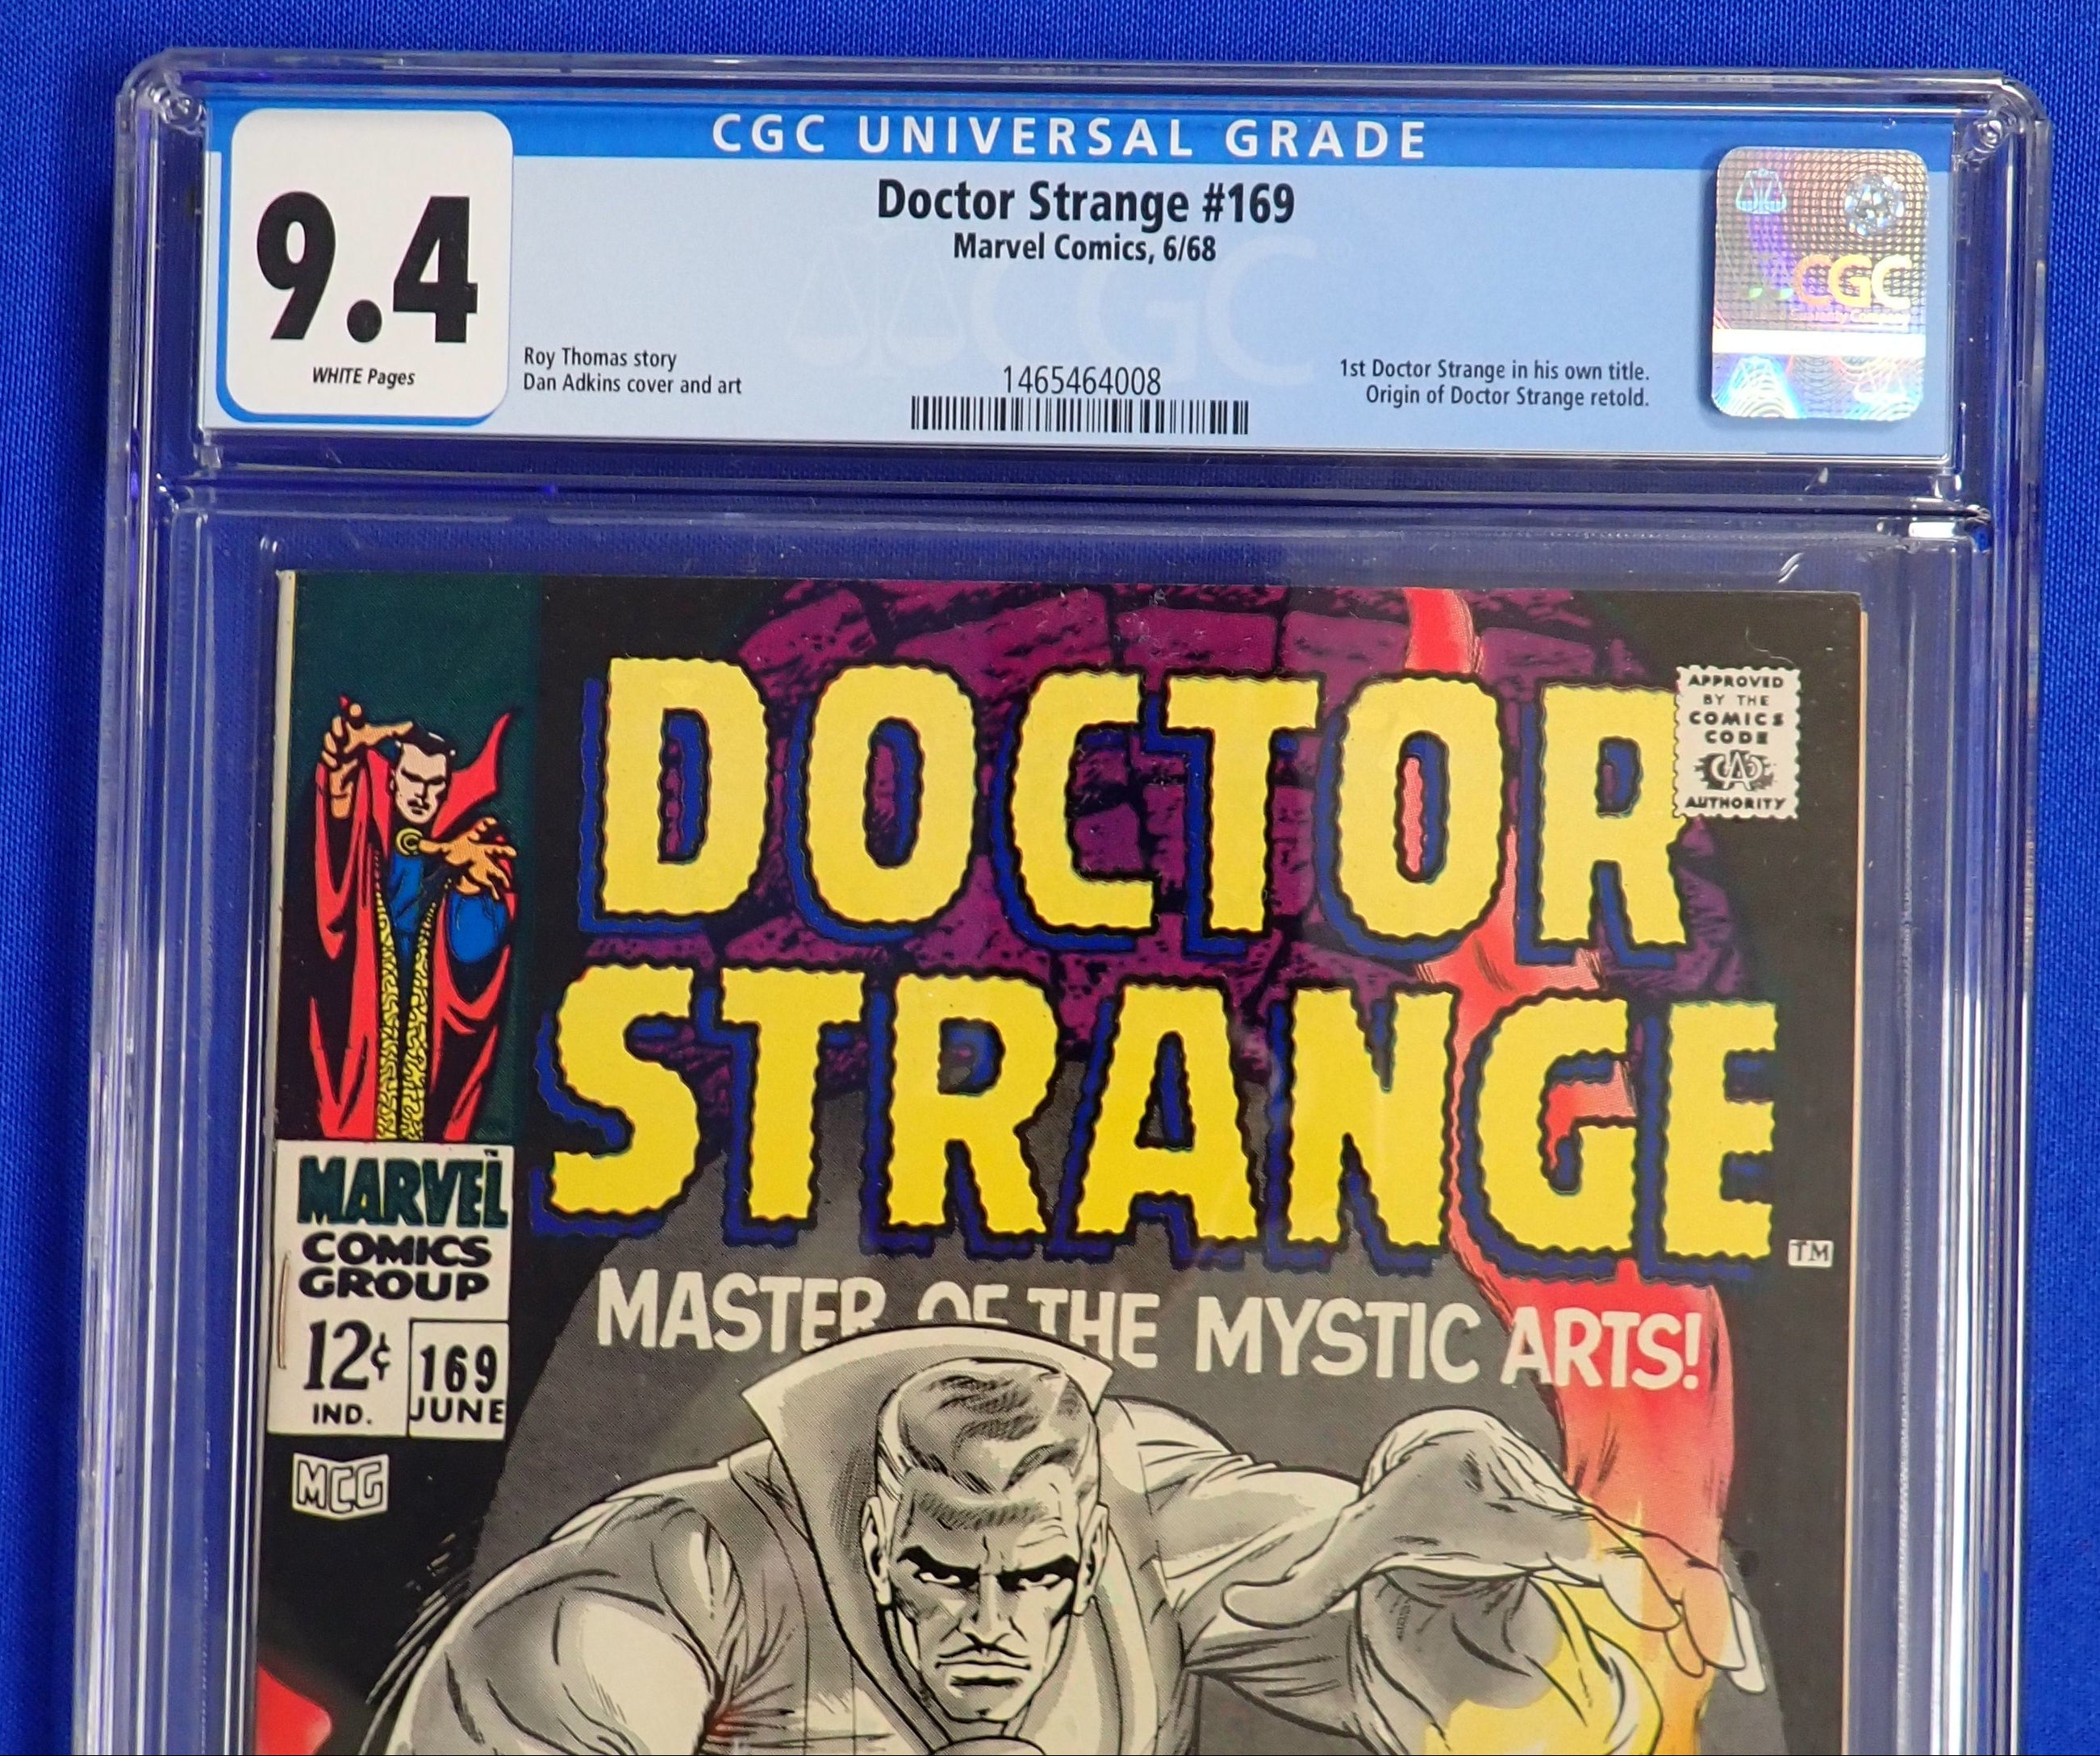 CGC UNIVERSAL GRADE
9.4
WHITE Pages
Doctor Strange #169
Marvel Comics, 6/68
Roy Thomas story
Dan Adkins cover and art
1465464008
1st Doctor Strange in his own title.
Origin of Doctor Strange retold.
CGC
DOCTOR
STRANGE
TM
APPROVED
BY THE
COMICS
CODE
CA
AUTHORITY
MARVEL
COMICS
GROUP
12¢
IND.
169
JUNE
MCG
MASTER OF THE MYSTIC ARTS!